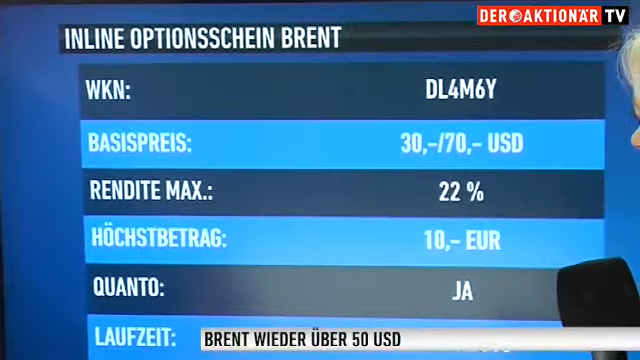 DER AKTIONÄR TV
INLINE OPTIONSSCHEIN BRENT
WKN: DL4M6Y
BASISPREIS: 30,-/70,- USD
RENDITE MAX.: 22 %
HÖCHSTBETRAG: 10,- EUR
QUANTO: JA
LAUFZEIT:
BRENT WIEDER ÜBER 50 USD